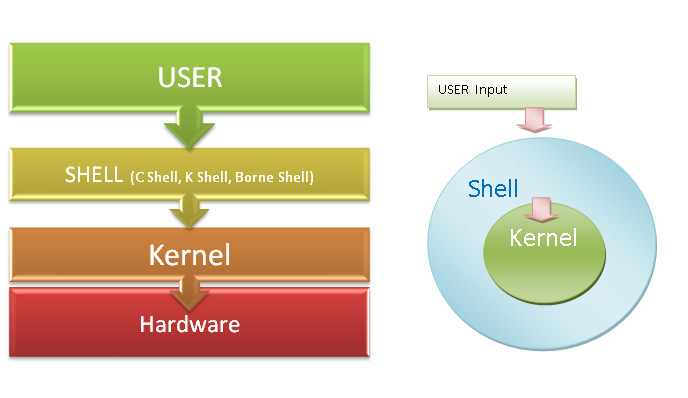 USER
SHELL (C Shell, K Shell, Borne Shell)
Kernel
Hardware
USER Input
Shell
Kernel